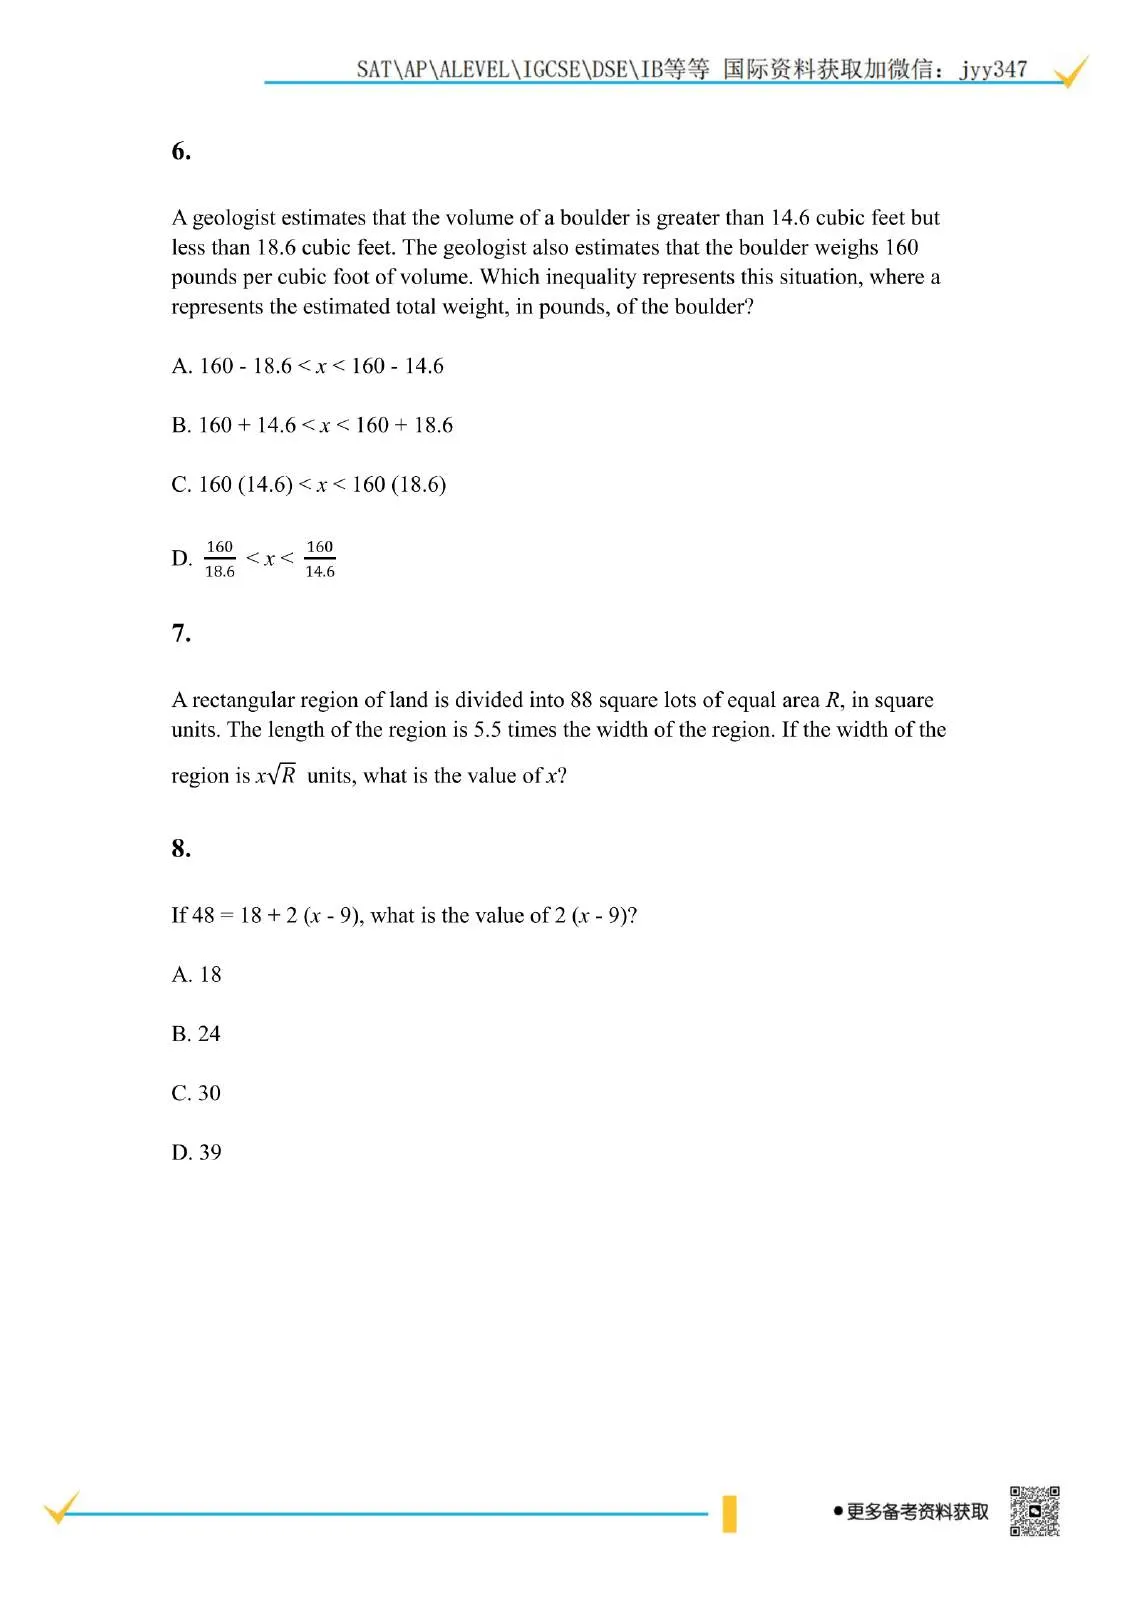 SAT\AP\ALEVEL\IGCSE\DSE\IB等等 国际资料获取加微信：jyy347
6.
A geologist estimates that the volume of a boulder is greater than 14.6 cubic feet but
less than 18.6 cubic feet. The geologist also estimates that the boulder weighs 160
pounds per cubic foot of volume. Which inequality represents this situation, where a
represents the estimated total weight, in pounds, of the boulder?
A. 160 - 18.6 < x < 160 - 14.6
B. 160 + 14.6 < x < 160 + 18.6
C. 160 (14.6) < x < 160 (18.6)
D. 160/18.6 < x < 160/14.6
7.
A rectangular region of land is divided into 88 square lots of equal area R, in square
units. The length of the region is 5.5 times the width of the region. If the width of the
region is x√R units, what is the value of x?
8.
If 48 = 18 + 2 (x - 9), what is the value of 2 (x - 9)?
A. 18
B. 24
C. 30
D. 39
•更多备考资料获取